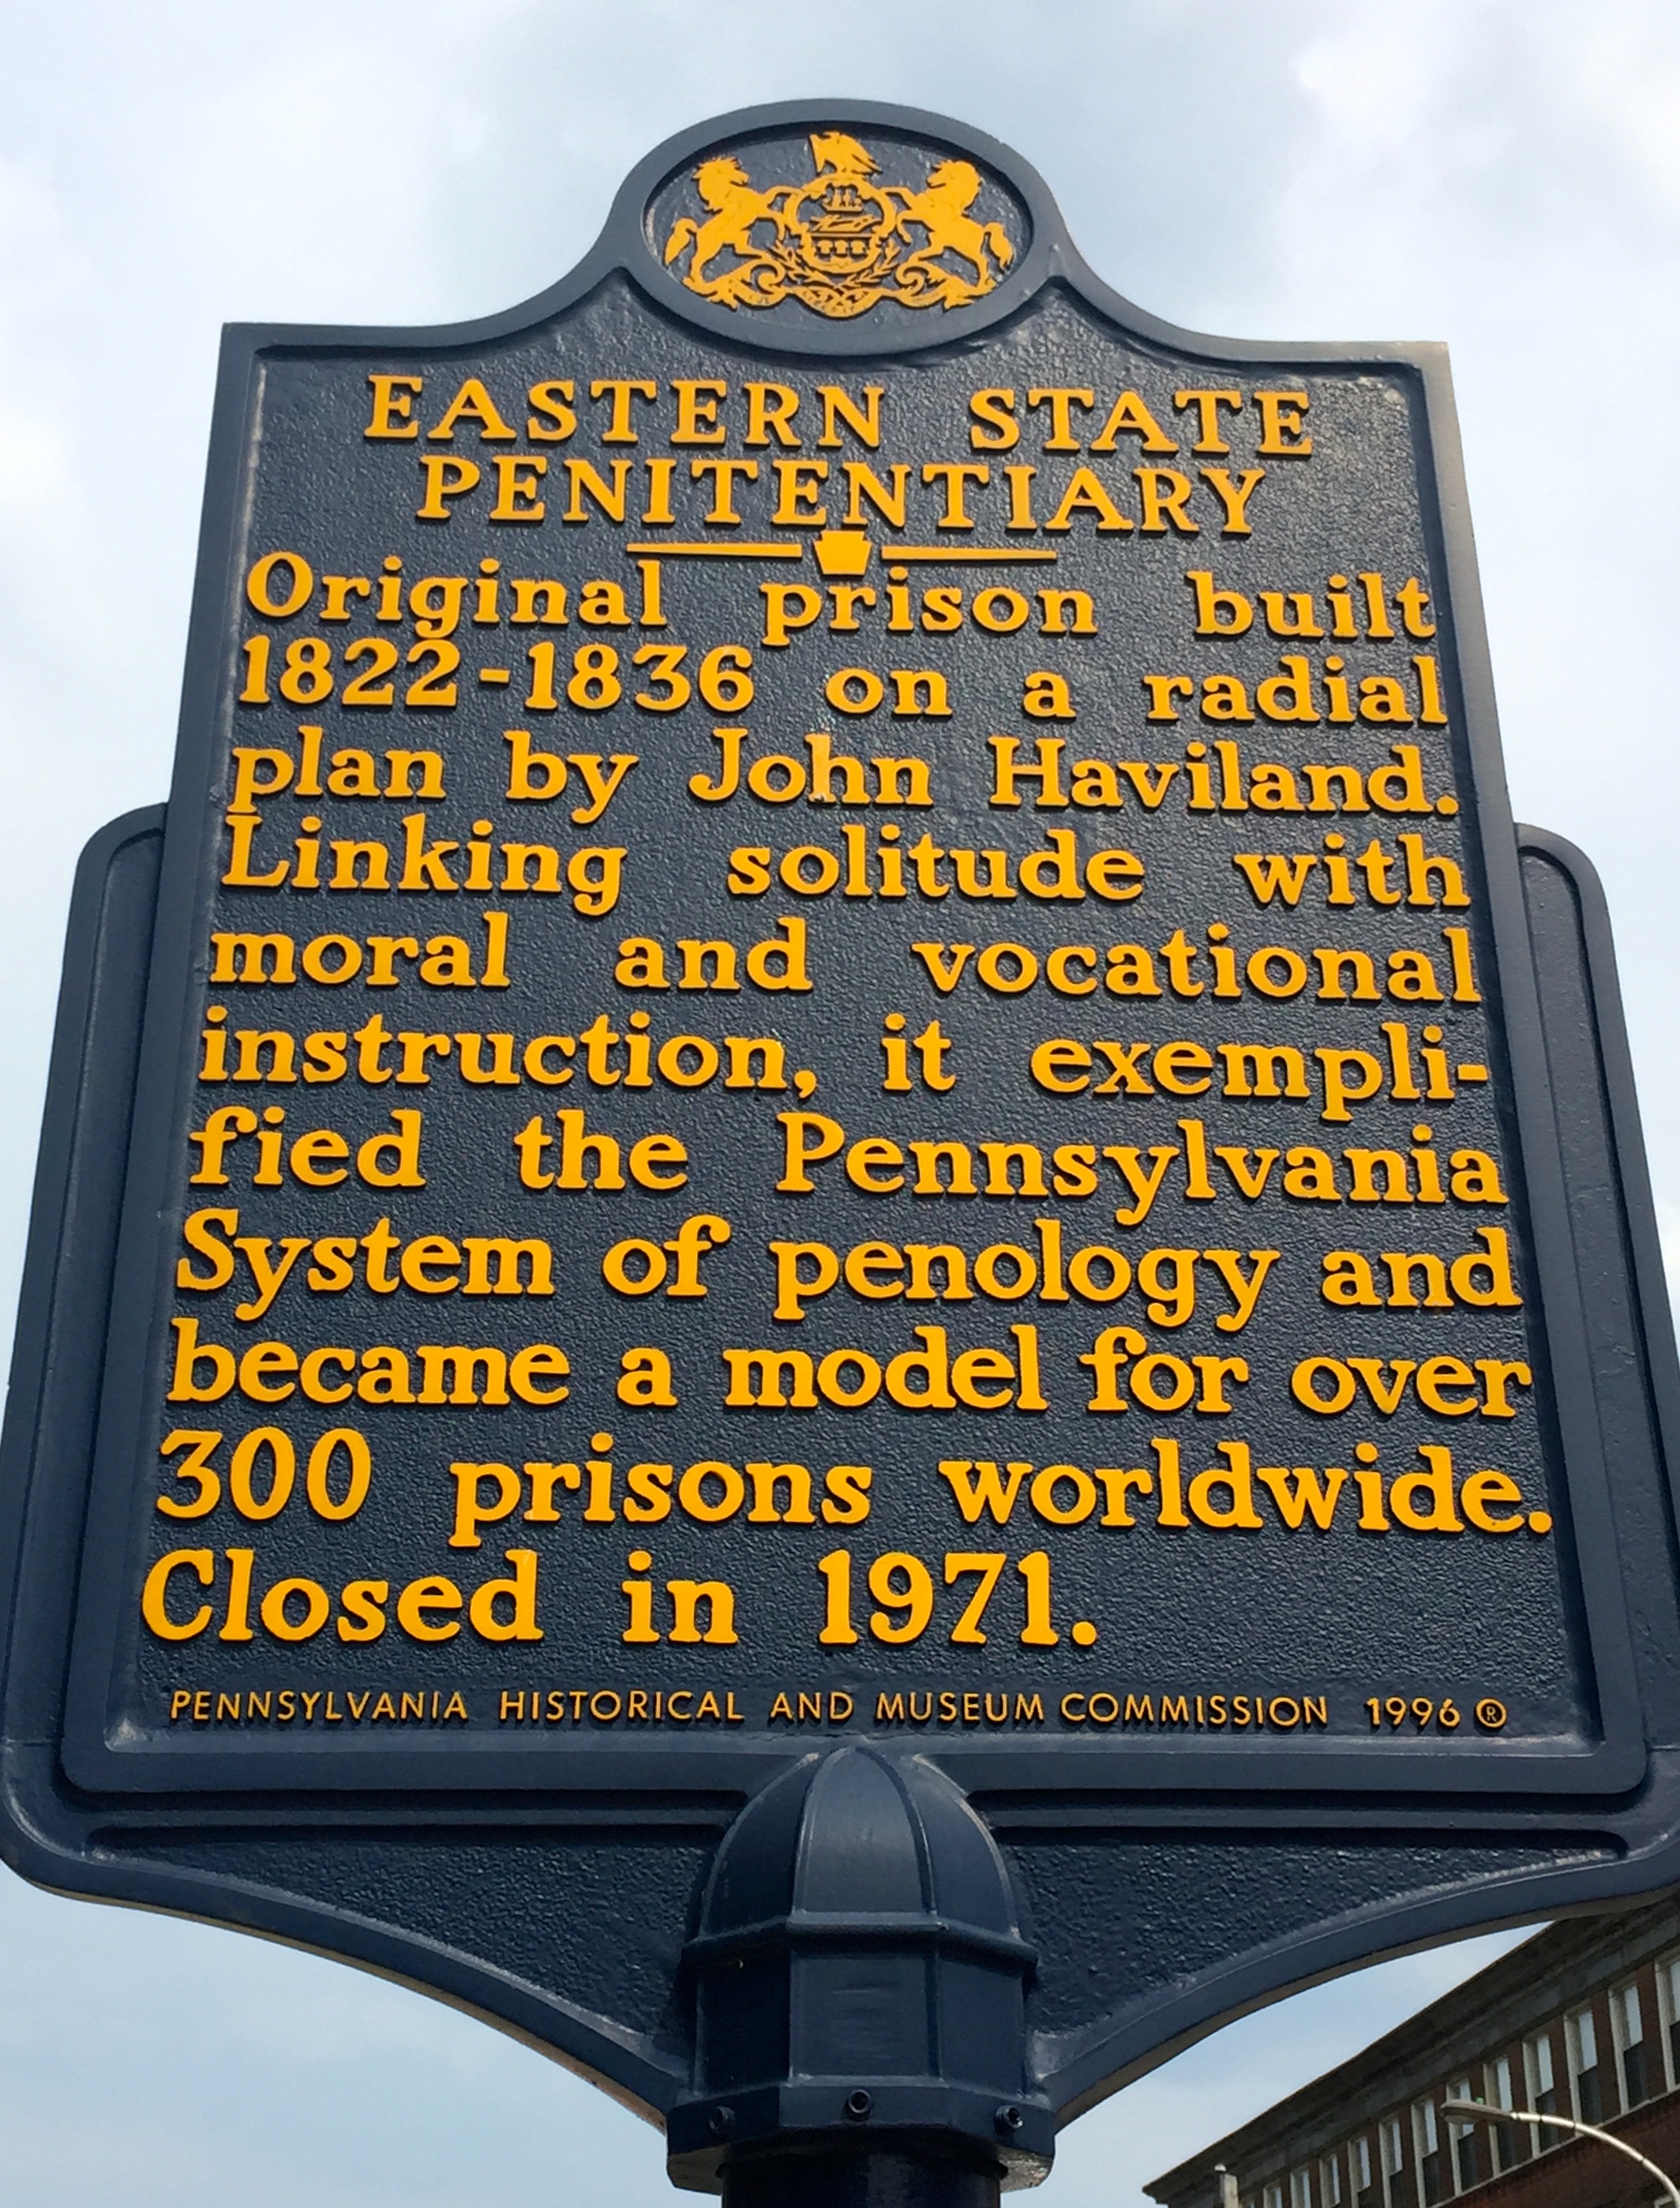 EASTERN STATE
PENITENTIARY
Original prison built
1822-1836 on a radial
plan by John Haviland.
Linking solitude with
moral and vocational
instruction, it exempli-
fied the Pennsylvania
System of penology and
became a model for over
300 prisons worldwide.
Closed in 1971.
PENNSYLVANIA HISTORICAL AND MUSEUM COMMISSION 1996 ®